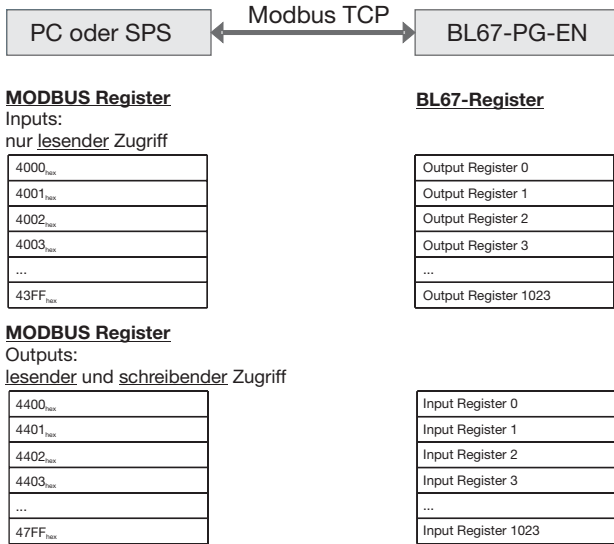 Modbus TCP
PC oder SPS
BL67-PG-EN
MODBUS Register
BL67-Register
Inputs:
nur lesender Zugriff
4000hex
Output Register 0
4001hex
Output Register 1
4002hex
Output Register 2
4003hex
Output Register 3
...
...
43FFhex
Output Register 1023
MODBUS Register
Outputs:
lesender und schreibender Zugriff
4400hex
Input Register 0
4401hex
Input Register 1
4402hex
Input Register 2
4403hex
Input Register 3
...
...
47FFhex
Input Register 1023